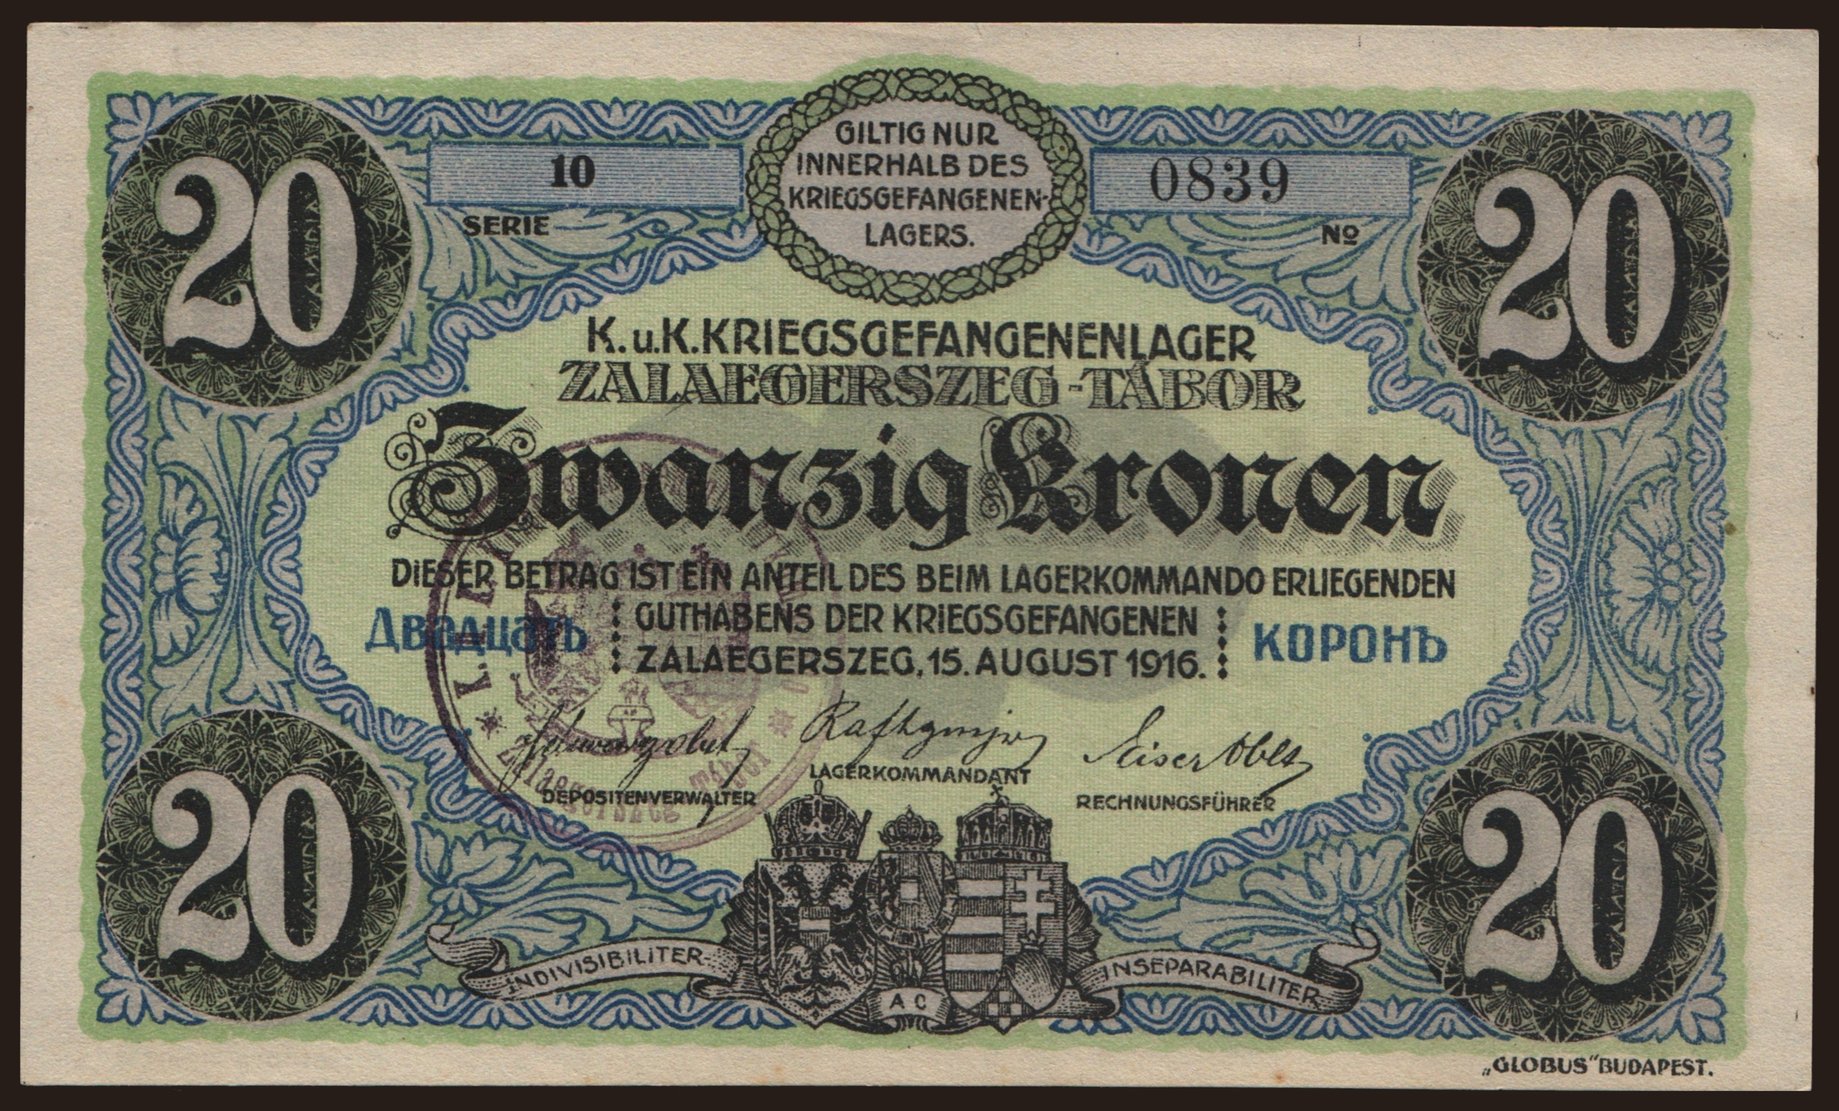 20
10
SERIE
GILTIG NUR
INNERHALB DES
KRIEGSGEFANGENEN-
LAGERS.
0839
No
20
K.u.K.KRIEGSGEFANGENENLAGER
ZALAEGERSZEG-TÁBOR
Zwanzig Kronen
DIESER BETRAG IST EIN ANTEIL DES BEIM LAGERKOMMANDO ERLIEGENDEN
Двадцать
GUTHABENS DER KRIEGSGEFANGENEN
ZALAEGERSZEG, 15. AUGUST 1916.
КОРОНЪ
DEPOSITENVERWALTER
LAGERKOMMANDANT
RECHNUNGSFÜHRER
20
INDIVISIBILITER
A C
INSEPARABILITER
20
„GLOBUS" BUDAPEST.